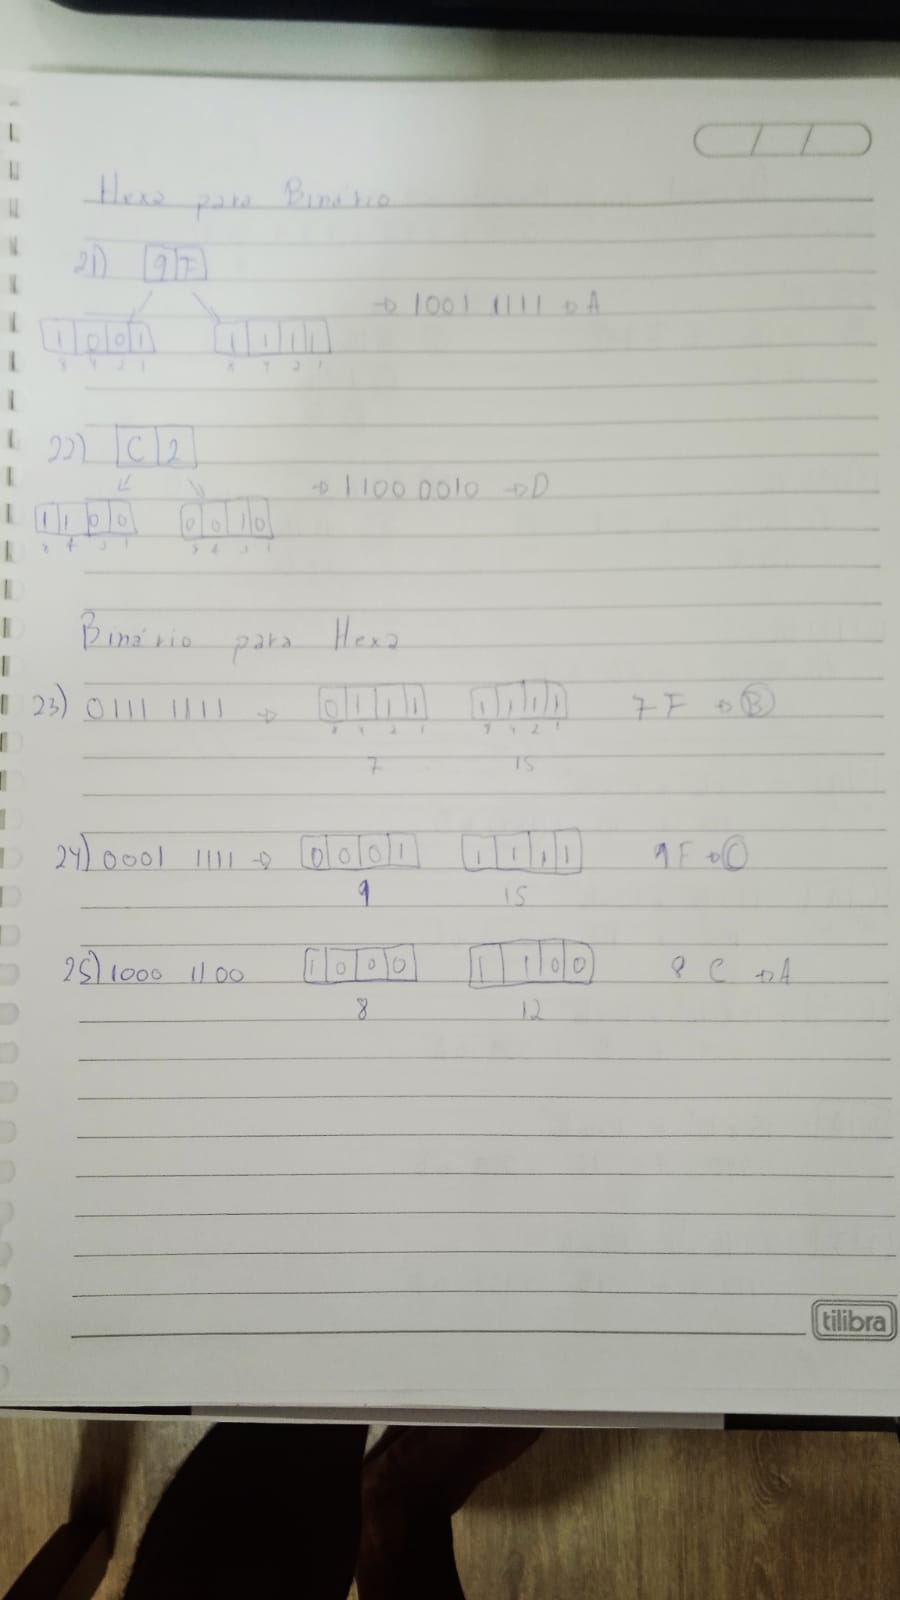 Hexa para Binário
21) 9F
→ 1001 1111 → A
1 0 0 1 1 1 1 1
8 4 2 1 8 4 2 1
22) C 2
→ 1100 0010 → D
1 1 0 0 0 0 1 0
8 4 2 1 8 4 2 1
Binário para Hexa
23) 0111 1111 → 0 1 1 1 1 1 1 1 7F → B
8 4 2 1 8 4 2 1
7 15
24) 0001 1111 → 0 0 0 1 1 1 1 1 9F → C
9 15
25) 1000 1100 1 0 0 0 1 1 0 0 8 C → A
8 12
tilibra